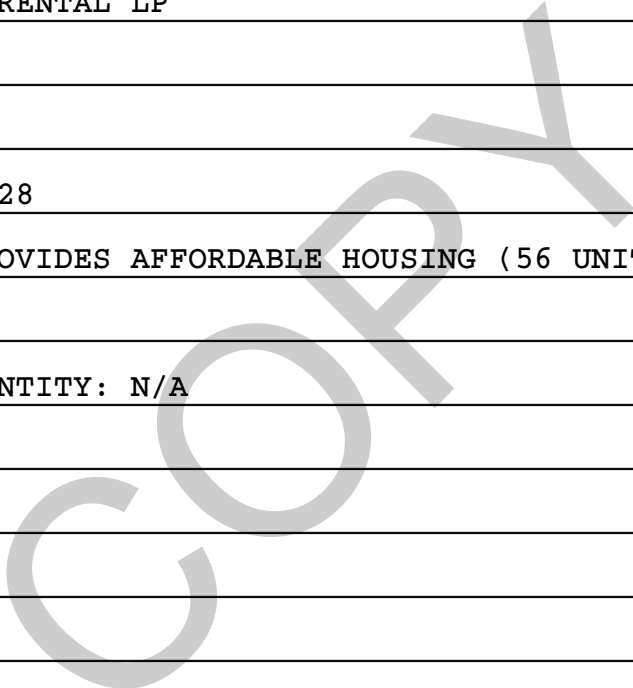 RENTAL LP
28
OVIDES AFFORDABLE HOUSING (56 UNI
NTITY: N/A
COPY